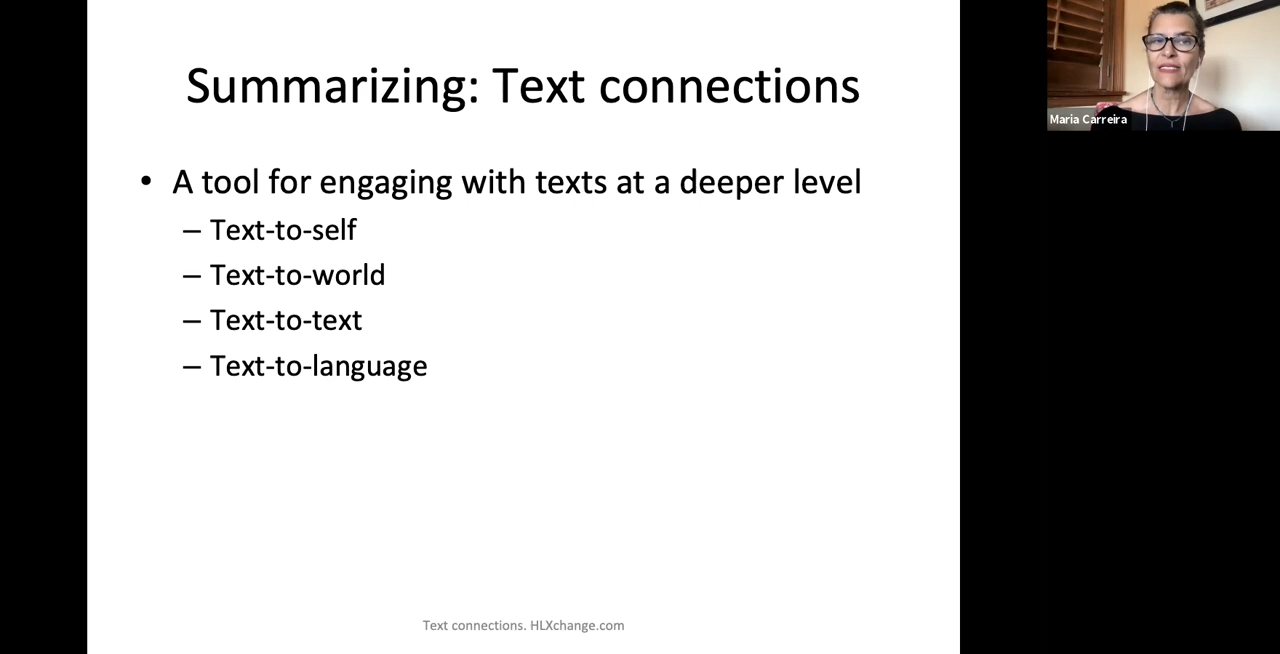 Summarizing: Text connections
• A tool for engaging with texts at a deeper level
– Text-to-self
– Text-to-world
– Text-to-text
– Text-to-language
Text connections. HLXchange.com
Maria Carreira